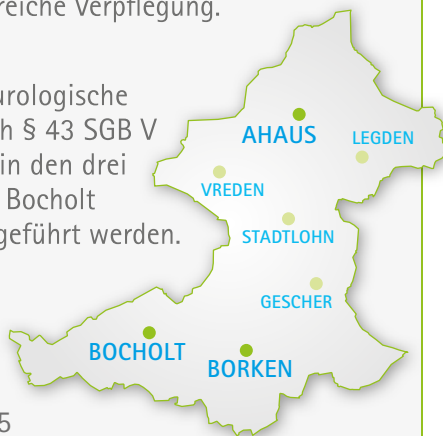 reiche Verpflegung.
urologische
h § 43 SGB V
in den drei
Bocholt
geführt werden.
AHAUS
LEGDEN
VREDEN
STADTLOHN
GESCHER
BOCHOLT
BORKEN
5